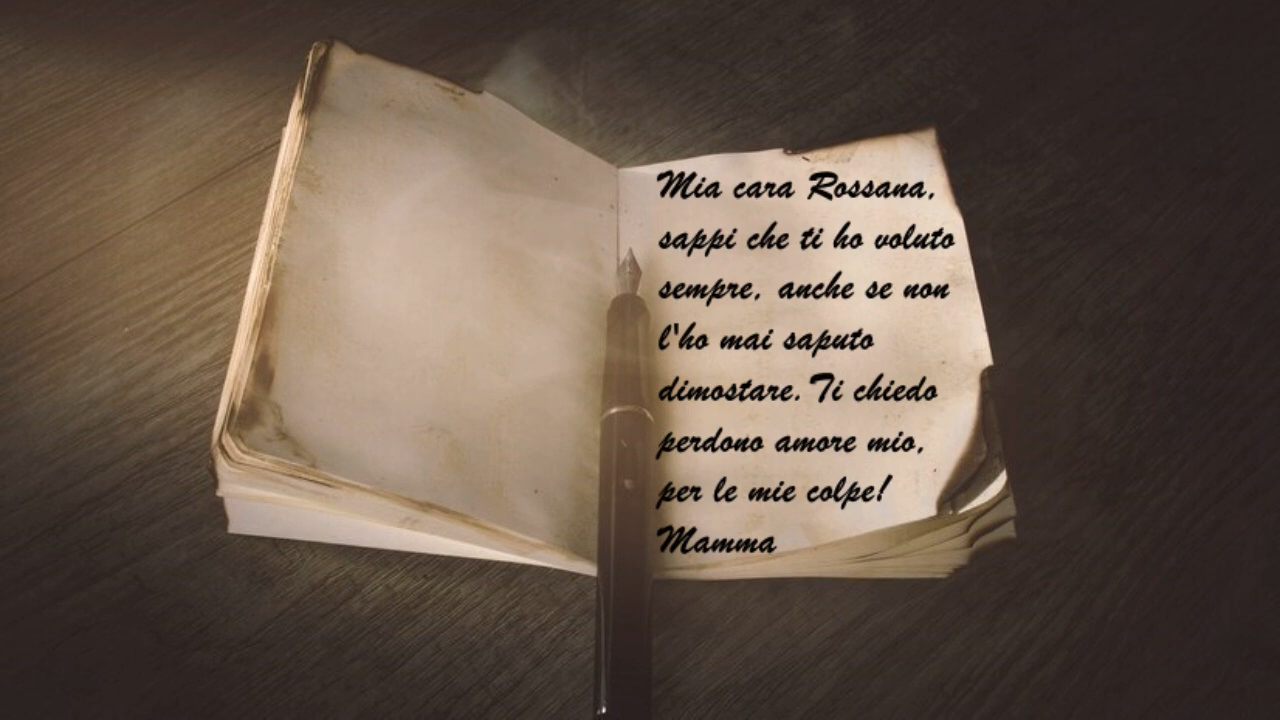 Mia cara Rossana,
sappi che ti ho voluto
sempre, anche se non
l'ho mai saputo
dimostare. Ti chiedo
perdono amore mio,
per le mie colpe!
Mamma